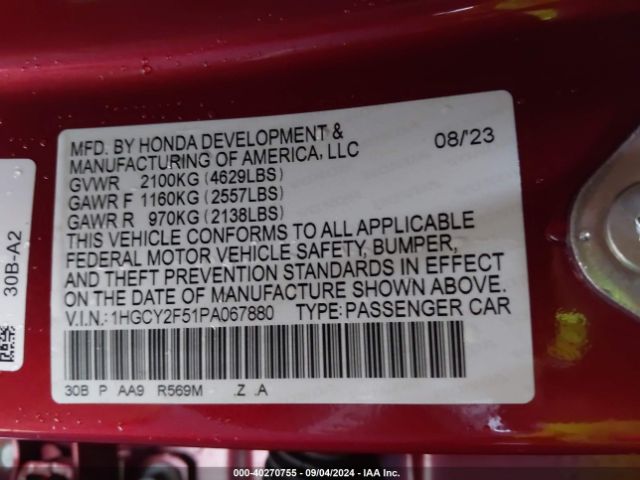 MFD. BY HONDA DEVELOPMENT & 08/'23
MANUFACTURING OF AMERICA, LLC
GVWR 2100KG (4629LBS)
GAWR F 1160KG (2557LBS)
GAWR R 970KG (2138LBS)
THIS VEHICLE CONFORMS TO ALL APPLICABLE
FEDERAL MOTOR VEHICLE SAFETY, BUMPER,
AND THEFT PREVENTION STANDARDS IN EFFECT
ON THE DATE OF MANUFACTURE SHOWN ABOVE.
V.I.N.:1HGCY2F51PA067880 TYPE:PASSENGER CAR
30B P AA9 R569M .Z .A
30B-A2
000-40270755 - 09/04/2024 - IAA Inc.